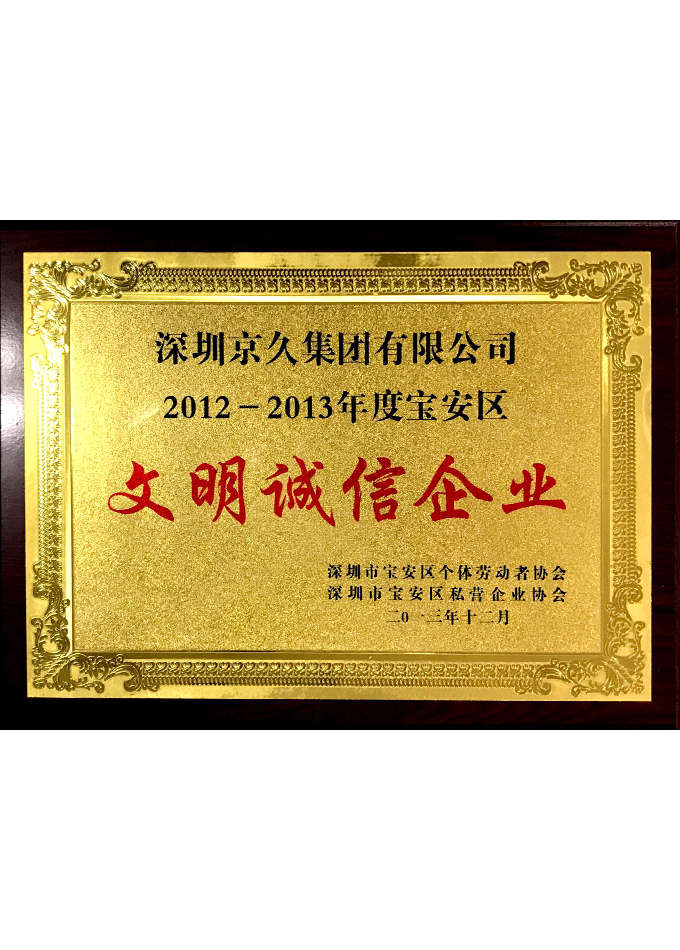 深圳京久集团有限公司
2012－2013年度宝安区
文明诚信企业
深圳市宝安区个体劳动者协会
深圳市宝安区私营企业协会
二0一三年十二月